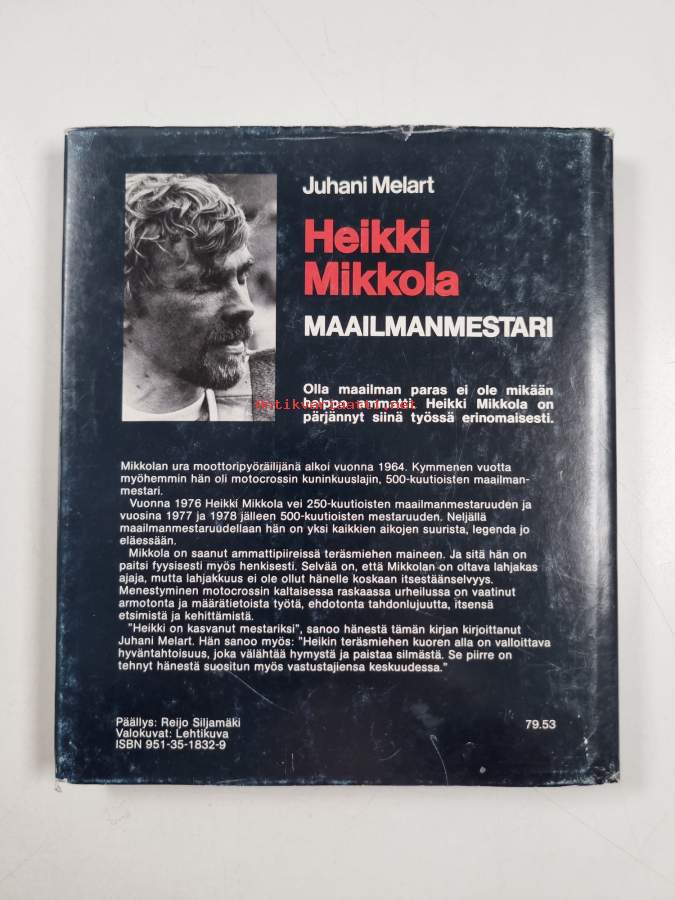 Juhani Melart
Heikki
Mikkola
MAAILMANMESTARI
Olla maailman paras ei ole mikään
helppo ammatti. Heikki Mikkola on
pärjännyt siinä työssä erinomaisesti.
antikvariaatti.net
Mikkolan ura moottoripyöräilijänä alkoi vuonna 1964. Kymmenen vuotta
myöhemmin hän oli motocrossin kuninkuuslajin, 500-kuutioisten maailman-
mestari.
Vuonna 1976 Heikki Mikkola vei 250-kuutioisten maailmanmestaruuden ja
vuosina 1977 ja 1978 jälleen 500-kuutioisten mestaruuden. Neljällä
maailmanmestaruudellaan hän on yksi kaikkien aikojen suurista, legenda jo
eläessään.
Mikkola on saanut ammattipiireissä teräsmiehen maineen. Ja sitä hän on
paitsi fyysisesti myös henkisesti. Selvää on, että Mikkolan on oltava lahjakas
ajaja, mutta lahjakkuus ei ole ollut hänelle koskaan itsestäänselvyys.
Menestyminen motocrossin kaltaisessa raskaassa urheilussa on vaatinut
armotonta ja määrätietoista työtä, ehdotonta tahdonlujuutta, itsensä
etsimistä ja kehittämistä.
"Heikki on kasvanut mestariksi", sanoo hänestä tämän kirjan kirjoittanut
Juhani Melart. Hän sanoo myös: "Heikin teräsmiehen kuoren alla on valloittava
hyväntahtoisuus, joka välähtää hymystä ja paistaa silmästä. Se piirre on
tehnyt hänestä suositun myös vastustajiensa keskuudessa."
Päällys: Reijo Siljamäki
Valokuvat: Lehtikuva
ISBN 951-35-1832-9
79.53